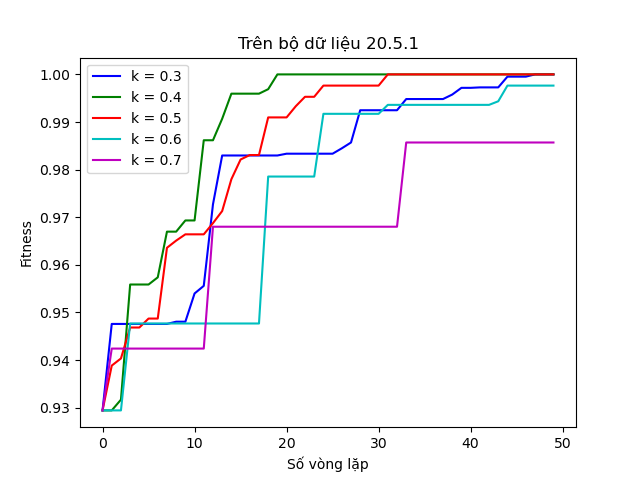 Trên bộ dữ liệu 20.5.1
k = 0.3
k = 0.4
k = 0.5
k = 0.6
k = 0.7
Fitness
1.00
0.99
0.98
0.97
0.96
0.95
0.94
0.93
0 10 20 30 40 50
Số vòng lặp